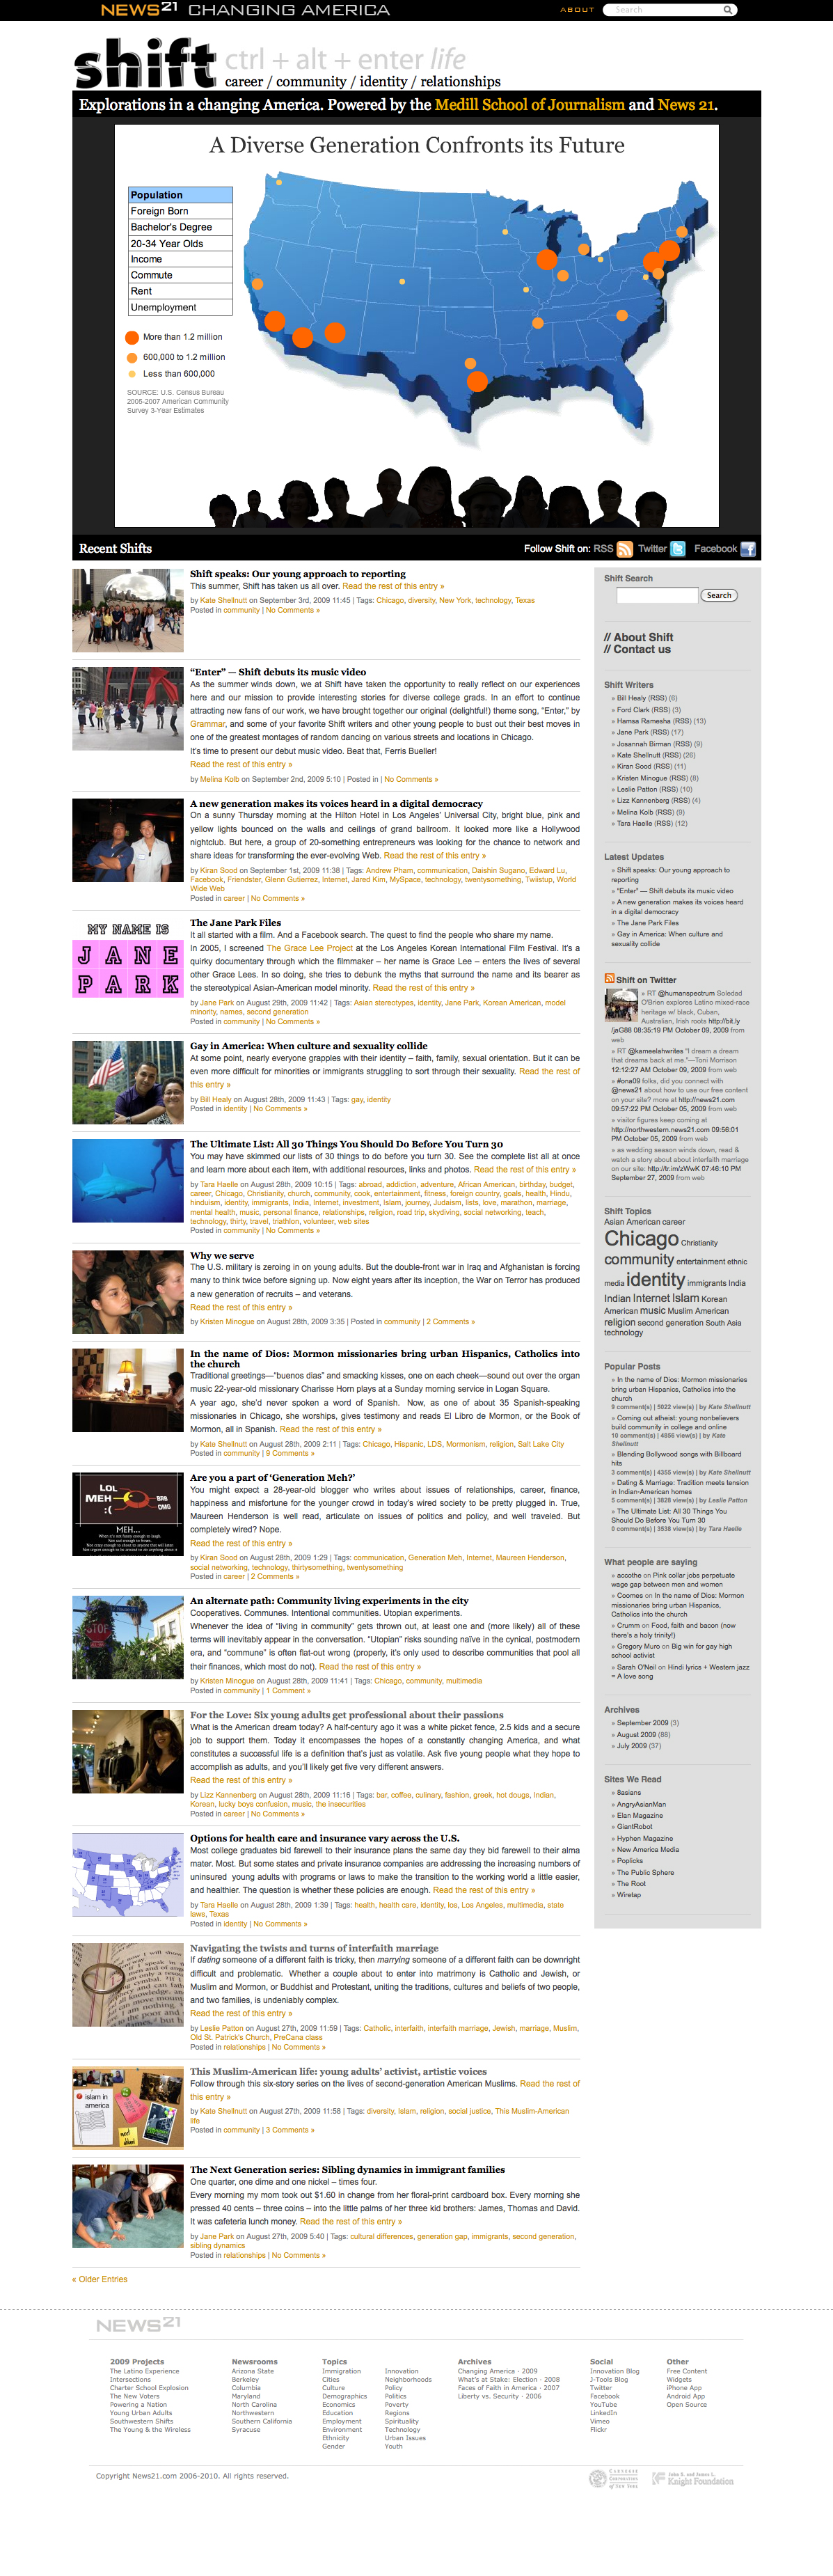 NEWS21 CHANGING AMERICA
ABOUT
Search
shift ctrl + alt + enter life
career / community / identity / relationships
Explorations in a changing America. Powered by the Medill School of Journalism and News 21.
A Diverse Generation Confronts its Future
Population
Foreign Born
Bachelor's Degree
20-34 Year Olds
Income
Commute
Rent
Unemployment
More than 1.2 million
600,000 to 1.2 million
Less than 600,000
SOURCE: U.S. Census Bureau
2005-2007 American Community
Survey 3-Year Estimates
Recent Shifts
Follow Shift on: RSS Twitter Facebook
Shift speaks: Our young approach to reporting
This summer, Shift has taken us all over. Read the rest of this entry »
by Kate Shellnutt on September 3rd, 2009 11:45 | Tags: Chicago, diversity, New York, technology, Texas
Posted in community | No Comments »
“Enter” — Shift debuts its music video
As the summer winds down, we at Shift have taken the opportunity to really reflect on our experiences
here and our mission to provide interesting stories for diverse college grads. In an effort to continue
attracting new fans of our work, we have brought together our original (delightful!) theme song, “Enter,” by
Grammar, and some of your favorite Shift writers and other young people to bust out their best moves in
one of the greatest montages of random dancing on various streets and locations in Chicago.
It's time to present our debut music video. Beat that, Ferris Bueller!
Read the rest of this entry »
by Melina Kolb on September 2nd, 2009 5:10 | Posted in | No Comments »
A new generation makes its voices heard in a digital democracy
On a sunny Thursday morning at the Hilton Hotel in Los Angeles' Universal City, bright blue, pink and
yellow lights bounced on the walls and ceilings of grand ballroom. It looked more like a Hollywood
nightclub. But here, a group of 20-something entrepreneurs was looking for the chance to network and
share ideas for transforming the ever-evolving Web. Read the rest of this entry »
by Kiran Sood on September 1st, 2009 11:38 | Tags: Andrew Pham, communication, Daishin Sugano, Edward Lu,
Facebook, Friendster, Glenn Gutierrez, Internet, Jared Kim, MySpace, technology, twentysomething, Twiistup, World
Wide Web
Posted in career | No Comments »
MY NAME IS
JANE
PARK
The Jane Park Files
It all started with a film. And a Facebook search. The quest to find the people who share my name.
In 2005, I screened The Grace Lee Project at the Los Angeles Korean International Film Festival. It's a
quirky documentary through which the filmmaker – her name is Grace Lee – enters the lives of several
other Grace Lees. In so doing, she tries to debunk the myths that surround the name and its bearer as
the stereotypical Asian-American model minority. Read the rest of this entry »
by Jane Park on August 29th, 2009 11:42 | Tags: Asian stereotypes, identity, Jane Park, Korean American, model
minority, names, second generation
Posted in community | No Comments »
Gay in America: When culture and sexuality collide
At some point, nearly everyone grapples with their identity – faith, family, sexual orientation. But it can be
even more difficult for minorities or immigrants struggling to sort through their sexuality. Read the rest of
this entry »
by Bill Healy on August 28th, 2009 11:43 | Tags: gay, identity
Posted in identity | No Comments »
The Ultimate List: All 30 Things You Should Do Before You Turn 30
You may have skimmed our lists of 30 things to do before you turn 30. See the complete list all at once
and learn more about each item, with additional resources, links and photos. Read the rest of this entry »
by Tara Haelle on August 28th, 2009 10:15 | Tags: abroad, addiction, adventure, African American, birthday, budget,
career, Chicago, Christianity, church, community, cook, entertainment, fitness, foreign country, goals, health, Hindu,
hinduism, identity, immigrants, India, Internet, investment, Islam, journey, Judaism, lists, love, marathon, marriage,
mental health, music, personal finance, relationships, religion, road trip, skydiving, social networking, teach,
technology, thirty, travel, triathlon, volunteer, web sites
Posted in community | No Comments »
Why we serve
The U.S. military is zeroing in on young adults. But the double-front war in Iraq and Afghanistan is forcing
many to think twice before signing up. Now eight years after its inception, the War on Terror has produced
a new generation of recruits – and veterans.
Read the rest of this entry »
by Kristen Minogue on August 28th, 2009 3:35 | Posted in community | 2 Comments »
In the name of Dios: Mormon missionaries bring urban Hispanics, Catholics into
the church
Traditional greetings—“buenos dias” and smacking kisses, one on each cheek—sound out over the organ
music 22-year-old missionary Charisse Horn plays at a Sunday morning service in Logan Square.
A year ago, she'd never spoken a word of Spanish. Now, as one of about 35 Spanish-speaking
missionaries in Chicago, she worships, gives testimony and reads El Libro de Mormon, or the Book of
Mormon, all in Spanish. Read the rest of this entry »
by Kate Shellnutt on August 28th, 2009 2:11 | Tags: Chicago, Hispanic, LDS, Mormonism, religion, Salt Lake City
Posted in community | 9 Comments »
LOL
MEH
:(
BRB
OMG
MEH...
Are you a part of ‘Generation Meh?’
You might expect a 28-year-old blogger who writes about issues of relationships, career, finance,
happiness and misfortune for the younger crowd in today's wired society to be pretty plugged in. True,
Maureen Henderson is well read, articulate on issues of politics and policy, and well traveled. But
completely wired? Nope.
Read the rest of this entry »
by Kiran Sood on August 28th, 2009 1:29 | Tags: communication, Generation Meh, Internet, Maureen Henderson,
social networking, technology, thirtysomething, twentysomething
Posted in career | 2 Comments »
STOP
An alternate path: Community living experiments in the city
Cooperatives. Communes. Intentional communities. Utopian experiments.
Whenever the idea of “living in community” gets thrown out, at least one and (more likely) all of these
terms will inevitably appear in the conversation. “Utopian” risks sounding naïve in the cynical, postmodern
era, and “commune” is often flat-out wrong (properly, it's only used to describe communities that pool all
their finances, which most do not). Read the rest of this entry »
by Kristen Minogue on August 28th, 2009 11:41 | Tags: Chicago, community, multimedia
Posted in community | 1 Comment »
For the Love: Six young adults get professional about their passions
What is the American dream today? A half-century ago it was a white picket fence, 2.5 kids and a secure
job to support them. Today it encompasses the hopes of a constantly changing America, and what
constitutes a successful life is a definition that's just as volatile. Ask five young people what they hope to
accomplish as adults, and you'll likely get five very different answers.
Read the rest of this entry »
by Lizz Kannenberg on August 28th, 2009 11:16 | Tags: bar, coffee, culinary, fashion, greek, hot dougs, Indian,
Korean, lucky boys confusion, music, the insecurities
Posted in career | No Comments »
Options for health care and insurance vary across the U.S.
Most college graduates bid farewell to their insurance plans the same day they bid farewell to their alma
mater. Most. But some states and private insurance companies are addressing the increasing numbers of
uninsured young adults with programs or laws to make the transition to the working world a little easier,
and healthier. The question is whether these policies are enough. Read the rest of this entry »
by Tara Haelle on August 28th, 2009 1:39 | Tags: health, health care, identity, los, Los Angeles, multimedia, state
laws, Texas
Posted in identity | No Comments »
Navigating the twists and turns of interfaith marriage
If dating someone of a different faith is tricky, then marrying someone of a different faith can be downright
difficult and problematic. Whether a couple about to enter into matrimony is Catholic and Jewish, or
Muslim and Mormon, or Buddhist and Protestant, uniting the traditions, cultures and beliefs of two people,
and two families, is undeniably complex.
Read the rest of this entry »
by Leslie Patton on August 27th, 2009 11:59 | Tags: Catholic, interfaith, interfaith marriage, Jewish, marriage, Muslim,
Old St. Patrick's Church, PreCana class
Posted in relationships | No Comments »
islam in
america
This Muslim-American life: young adults’ activist, artistic voices
Follow through this six-story series on the lives of second-generation American Muslims. Read the rest of
this entry »
by Kate Shellnutt on August 27th, 2009 11:58 | Tags: diversity, Islam, religion, social justice, This Muslim-American
life
Posted in community | 3 Comments »
The Next Generation series: Sibling dynamics in immigrant families
One quarter, one dime and one nickel – times four.
Every morning my mom took out $1.60 in change from her floral-print cardboard box. Every morning she
pressed 40 cents – three coins – into the little palms of her three kid brothers: James, Thomas and David.
It was cafeteria lunch money. Read the rest of this entry »
by Jane Park on August 27th, 2009 5:40 | Tags: cultural differences, generation gap, immigrants, second generation,
sibling dynamics
Posted in relationships | No Comments »
« Older Entries
Shift Search
Search
// About Shift
// Contact us
Shift Writers
» Bill Healy (RSS) (6)
» Ford Clark (RSS) (3)
» Hamsa Ramesha (RSS) (13)
» Jane Park (RSS) (17)
» Josannah Birman (RSS) (9)
» Kate Shellnutt (RSS) (26)
» Kiran Sood (RSS) (11)
» Kristen Minogue (RSS) (8)
» Leslie Patton (RSS) (10)
» Lizz Kannenberg (RSS) (4)
» Melina Kolb (RSS) (9)
» Tara Haelle (RSS) (12)
Latest Updates
» Shift speaks: Our young approach to
reporting
» "Enter" — Shift debuts its music video
» A new generation makes its voices heard
in a digital democracy
» The Jane Park Files
» Gay in America: When culture and
sexuality collide
Shift on Twitter
» RT @humanspectrum Soledad
O'Brien explores Latino mixed-race
heritage w/ black, Cuban,
Australian, Irish roots http://bit.ly
/jaG88 08:35:19 PM October 09, 2009 from
web
» RT @kameelahwrites "I dream a dream
that dreams back at me."—Toni Morrison
12:12:27 AM October 09, 2009 from web
» #ona09 folks, did you connect with
@news21 about how to use our free content
on your site? more at http://news21.com
09:57:22 PM October 05, 2009 from web
» visitor figures keep coming at
http://northwestern.news21.com 09:56:01
PM October 05, 2009 from web
» as wedding season winds down, read &
watch a story about about interfaith marriage
on our site: http://tr.im/zWwK 07:46:10 PM
September 27, 2009 from web
Shift Topics
Asian American career
Chicago Christianity
community entertainment ethnic
media identity immigrants India
Indian Internet Islam Korean
American music Muslim American
religion second generation South Asia
technology
Popular Posts
» In the name of Dios: Mormon missionaries
bring urban Hispanics, Catholics into the
church
9 comment(s) | 5022 view(s) | by Kate Shellnutt
» Coming out atheist: young nonbelievers
build community in college and online
10 comment(s) | 4856 view(s) | by Kate
Shellnutt
» Blending Bollywood songs with Billboard
hits
3 comment(s) | 4355 view(s) | by Kate Shellnutt
» Dating & Marriage: Tradition meets tension
in Indian-American homes
5 comment(s) | 3828 view(s) | by Leslie Patton
» The Ultimate List: All 30 Things You
Should Do Before You Turn 30
0 comment(s) | 3538 view(s) | by Tara Haelle
What people are saying
» accothe on Pink collar jobs perpetuate
wage gap between men and women
» Coomes on In the name of Dios: Mormon
missionaries bring urban Hispanics,
Catholics into the church
» Crumm on Food, faith and bacon (now
there's a holy trinity!)
» Gregory Muro on Big win for gay high
school activist
» Sarah O'Neil on Hindi lyrics + Western jazz
= A love song
Archives
» September 2009 (3)
» August 2009 (88)
» July 2009 (37)
Sites We Read
» 8asians
» AngryAsianMan
» Elan Magazine
» GiantRobot
» Hyphen Magazine
» New America Media
» Poplicks
» The Public Sphere
» The Root
» Wiretap
NEWS21
2009 Projects
The Latino Experience
Intersections
Charter School Explosion
The New Voters
Powering a Nation
Young Urban Adults
Southwestern Shifts
The Young & the Wireless
Newsrooms
Arizona State
Berkeley
Columbia
Maryland
North Carolina
Northwestern
Southern California
Syracuse
Topics
Immigration
Cities
Culture
Demographics
Economics
Education
Employment
Environment
Ethnicity
Gender
Innovation
Neighborhoods
Policy
Politics
Poverty
Regions
Spirituality
Technology
Urban Issues
Youth
Archives
Changing America - 2009
What's at Stake: Election - 2008
Faces of Faith in America - 2007
Liberty vs. Security - 2006
Social
Innovation Blog
J-Tools Blog
Twitter
Facebook
YouTube
LinkedIn
Vimeo
Flickr
Other
Free Content
Widgets
iPhone App
Android App
Open Source
Copyright News21.com 2006-2010. All rights reserved.
Carnegie
Corporation
of New York
John S. and James L.
Knight Foundation